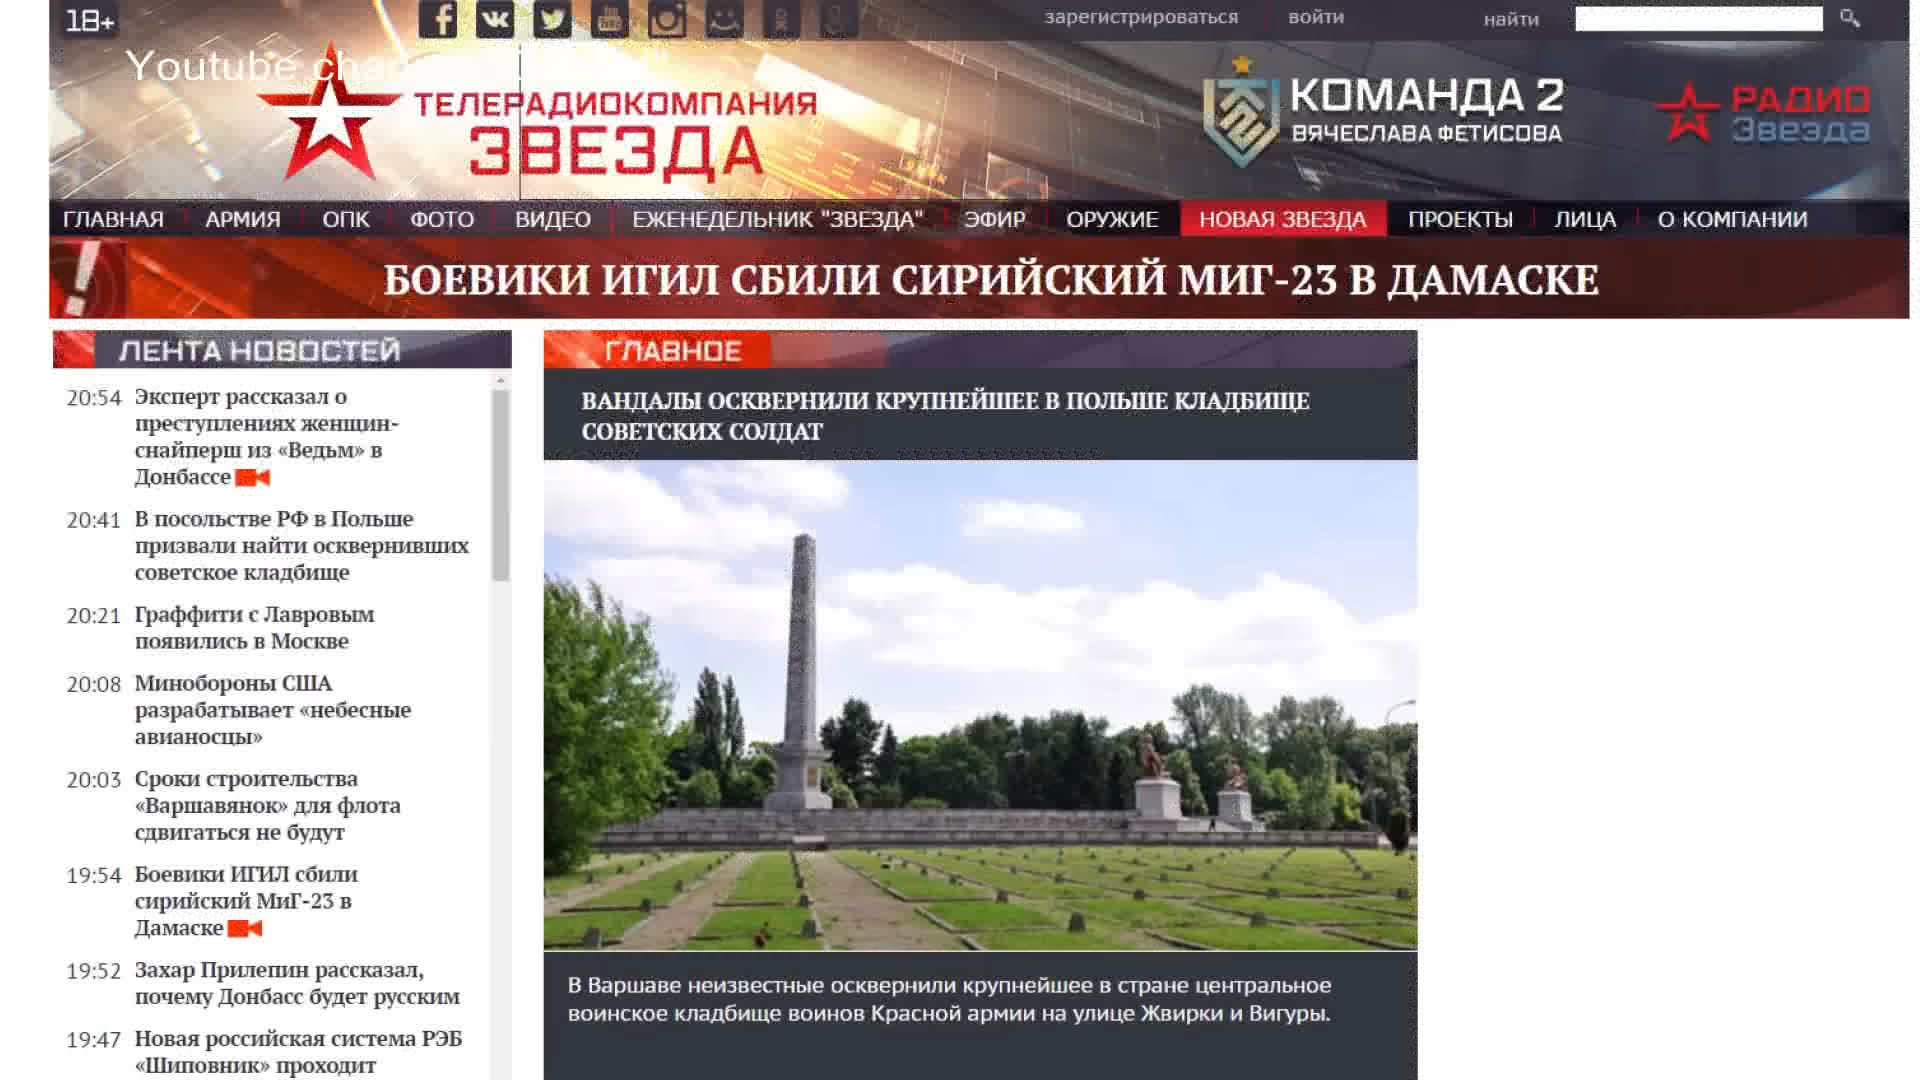 18+
зарегистрироваться
войти
найти
Youtube
ТЕЛЕРАДИОКОМПАНИЯ
ЗВЕЗДА
КОМАНДА 2
ВЯЧЕСЛАВА ФЕТИСОВА
РАДИО
Звезда
ГЛАВНАЯ АРМИЯ ОПК ФОТО ВИДЕО ЕЖЕНЕДЕЛЬНИК "ЗВЕЗДА" ЭФИР ОРУЖИЕ НОВАЯ ЗВЕЗДА ПРОЕКТЫ ЛИЦА О КОМПАНИИ
БОЕВИКИ ИГИЛ СБИЛИ СИРИЙСКИЙ МИГ-23 В ДАМАСКЕ
ЛЕНТА НОВОСТЕЙ
20:54 Эксперт рассказал о
преступлениях женщин-
снайперш из «Ведьм» в
Донбассе
20:41 В посольстве РФ в Польше
призвали найти осквернивших
советское кладбище
20:21 Граффити с Лавровым
появились в Москве
20:08 Минобороны США
разрабатывает «небесные
авианосцы»
20:03 Сроки строительства
«Варшавянок» для флота
сдвигаться не будут
19:54 Боевики ИГИЛ сбили
сирийский МиГ-23 в
Дамаске
19:52 Захар Прилепин рассказал,
почему Донбасс будет русским
19:47 Новая российская система РЭБ
«Шиповник» проходит
ГЛАВНОЕ
ВАНДАЛЫ ОСКВЕРНИЛИ КРУПНЕЙШЕЕ В ПОЛЬШЕ КЛАДБИЩЕ
СОВЕТСКИХ СОЛДАТ
В Варшаве неизвестные осквернили крупнейшее в стране центральное
воинское кладбище воинов Красной армии на улице Жвирки и Вигуры.